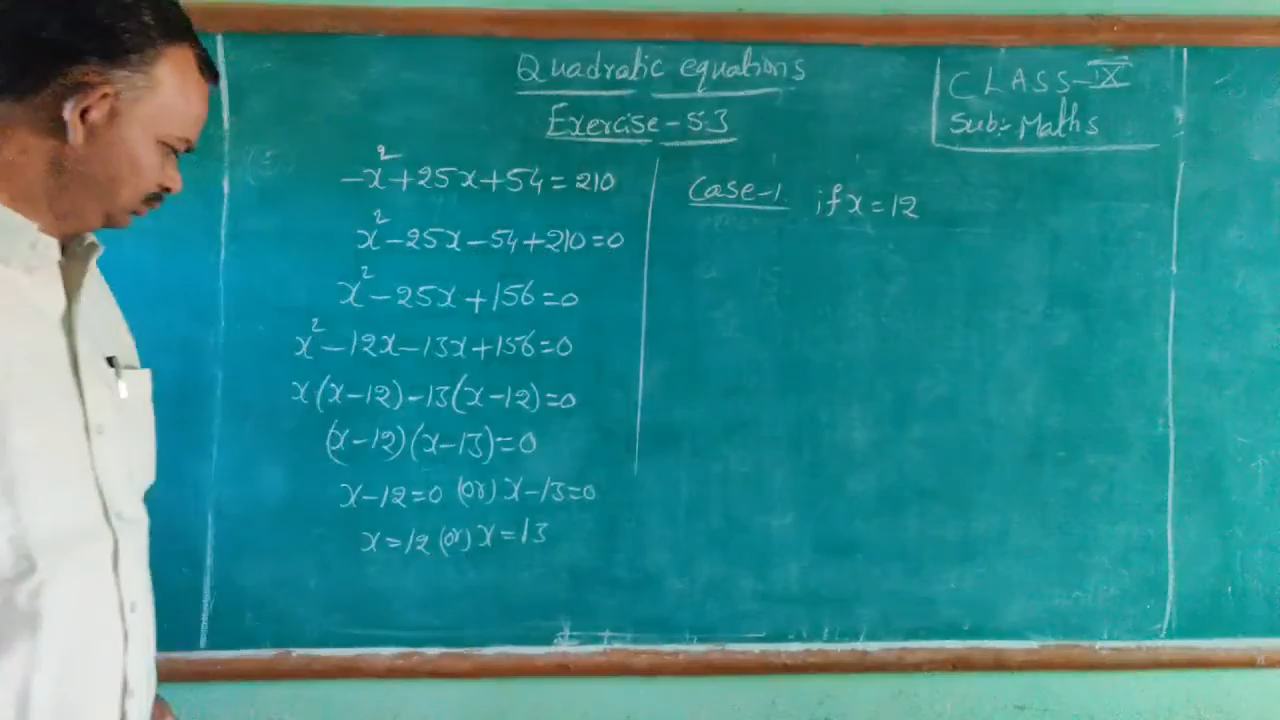 Quadratic equations
Exercise-5.3
CLASS-IX
Sub:- Maths
-x²+25x+54=210
x²-25x-54+210=0
x²-25x+156=0
x²-12x-13x+156=0
x(x-12)-13(x-12)=0
(x-12)(x-13)=0
x-12=0 (or) x-13=0
x=12 (or) x=13
Case-1. if x=12